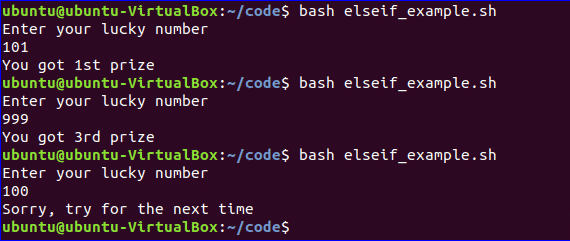 ubuntu@ubuntu-VirtualBox:~/code$ bash elseif_example.sh
Enter your lucky number
101
You got 1st prize
ubuntu@ubuntu-VirtualBox:~/code$ bash elseif_example.sh
Enter your lucky number
999
You got 3rd prize
ubuntu@ubuntu-VirtualBox:~/code$ bash elseif_example.sh
Enter your lucky number
100
Sorry, try for the next time
ubuntu@ubuntu-VirtualBox:~/code$